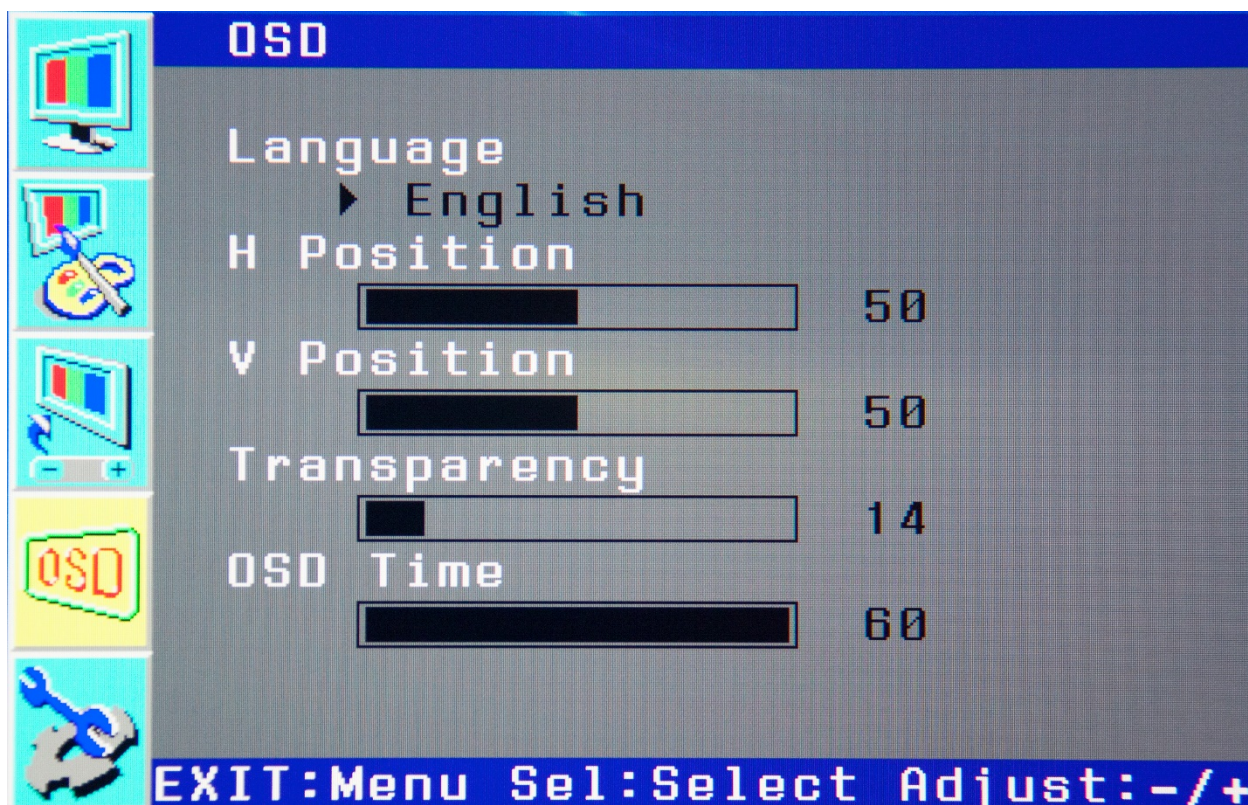 OSD
Language
English
H Position
50
V Position
50
Transparency
14
OSD
OSD Time
60
EXIT:Menu Sel:Select Adjust:-/+